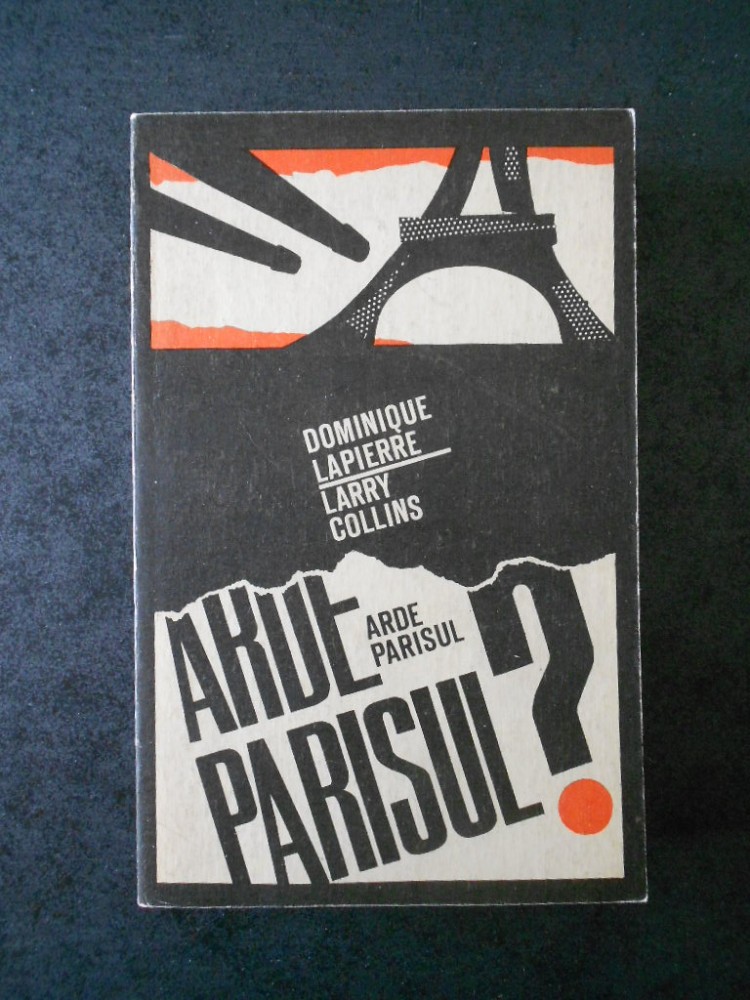 DOMINIQUE
LAPIERRE
LARRY
COLLINS
ARDE
ARDE
PARISUL
PARISUL?